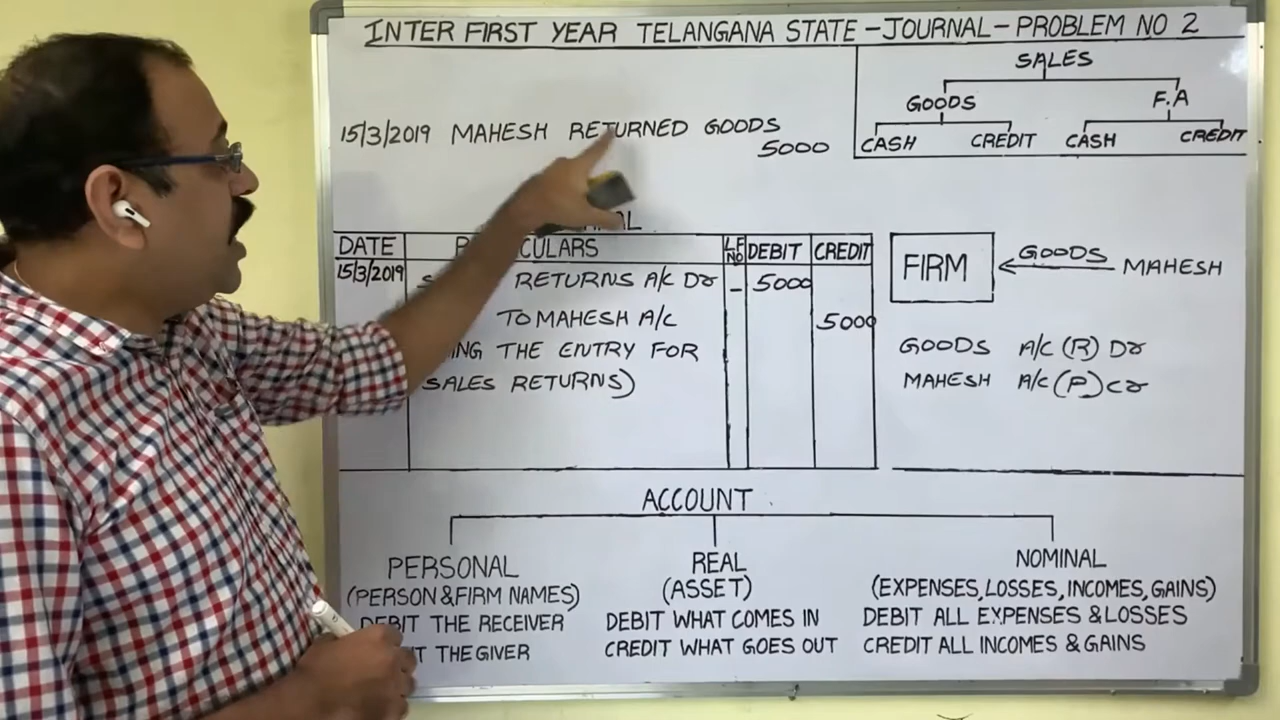 INTER FIRST YEAR TELANGANA STATE - JOURNAL - PROBLEM NO 2
SALES
GOODS F.A
CASH CREDIT CASH CREDIT
15/3/2019 MAHESH RETURNED GOODS
5000
DATE L.F NO DEBIT CREDIT
15/3/2019 RETURNS A/C Dr - 5000
TO MAHESH A/C 5000
THE ENTRY FOR
SALES RETURNS)
FIRM GOODS MAHESH
GOODS A/C (R) Dr
MAHESH A/C (P) Cr
ACCOUNT
PERSONAL
(PERSON & FIRM NAMES)
DEBIT THE RECEIVER
THE GIVER
REAL
(ASSET)
DEBIT WHAT COMES IN
CREDIT WHAT GOES OUT
NOMINAL
(EXPENSES, LOSSES, INCOMES, GAINS)
DEBIT ALL EXPENSES & LOSSES
CREDIT ALL INCOMES & GAINS